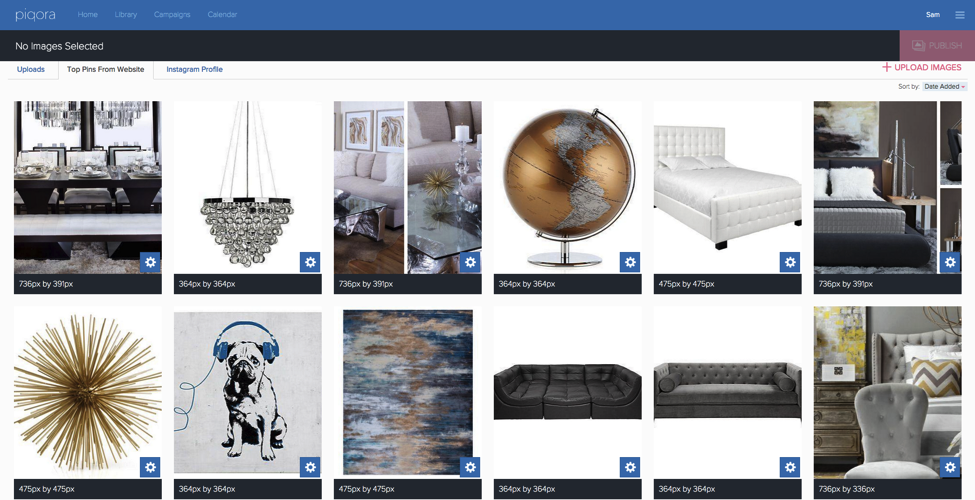 piqora Home Library Campaigns Calendar Sam
No Images Selected PUBLISH
Uploads Top Pins From Website Instagram Profile + UPLOAD IMAGES
Sort by: Date Added
736px by 391px 364px by 364px 736px by 391px 364px by 364px 475px by 475px 736px by 391px
475px by 475px 364px by 364px 475px by 475px 364px by 364px 364px by 364px 736px by 336px